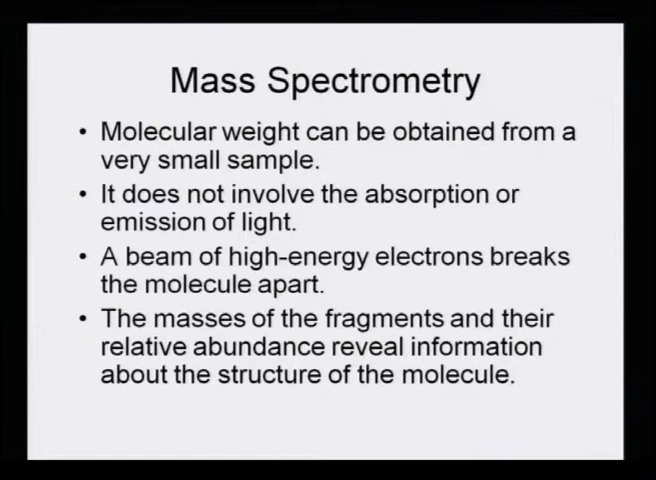 Mass Spectrometry
• Molecular weight can be obtained from a
very small sample.
• It does not involve the absorption or
emission of light.
• A beam of high-energy electrons breaks
the molecule apart.
• The masses of the fragments and their
relative abundance reveal information
about the structure of the molecule.